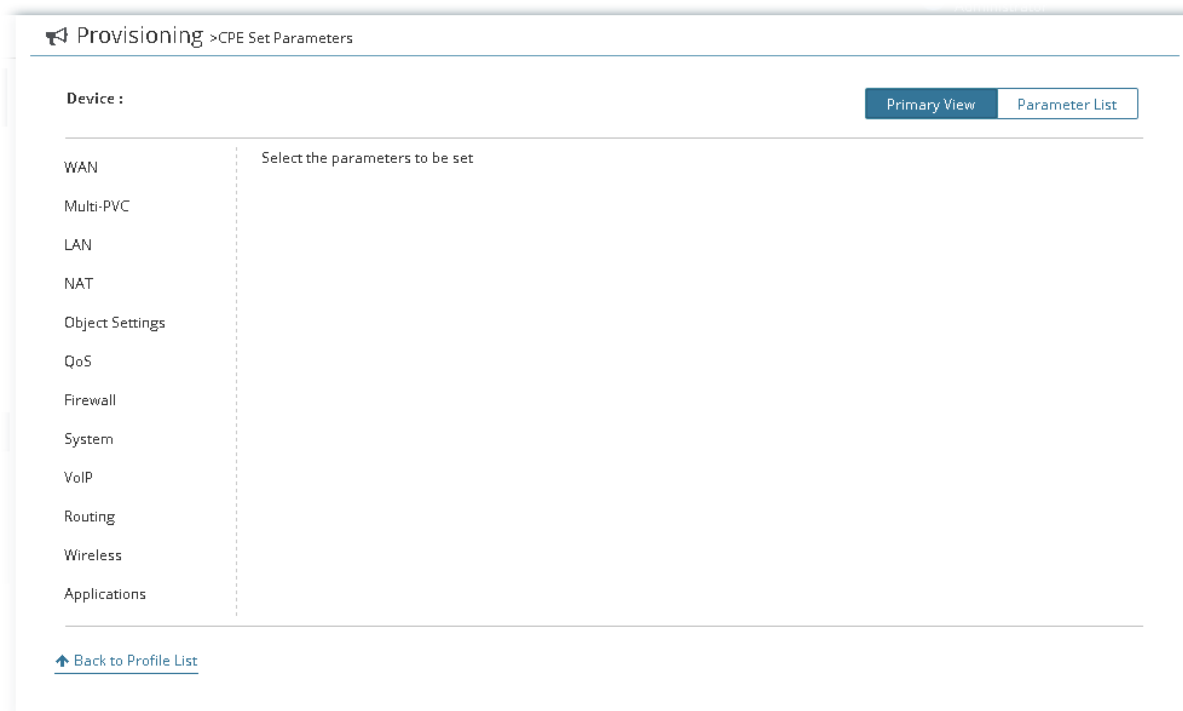 Provisioning >CPE Set Parameters
Device :
Primary View Parameter List
WAN
Select the parameters to be set
Multi-PVC
LAN
NAT
Object Settings
QoS
Firewall
System
VoIP
Routing
Wireless
Applications
Back to Profile List